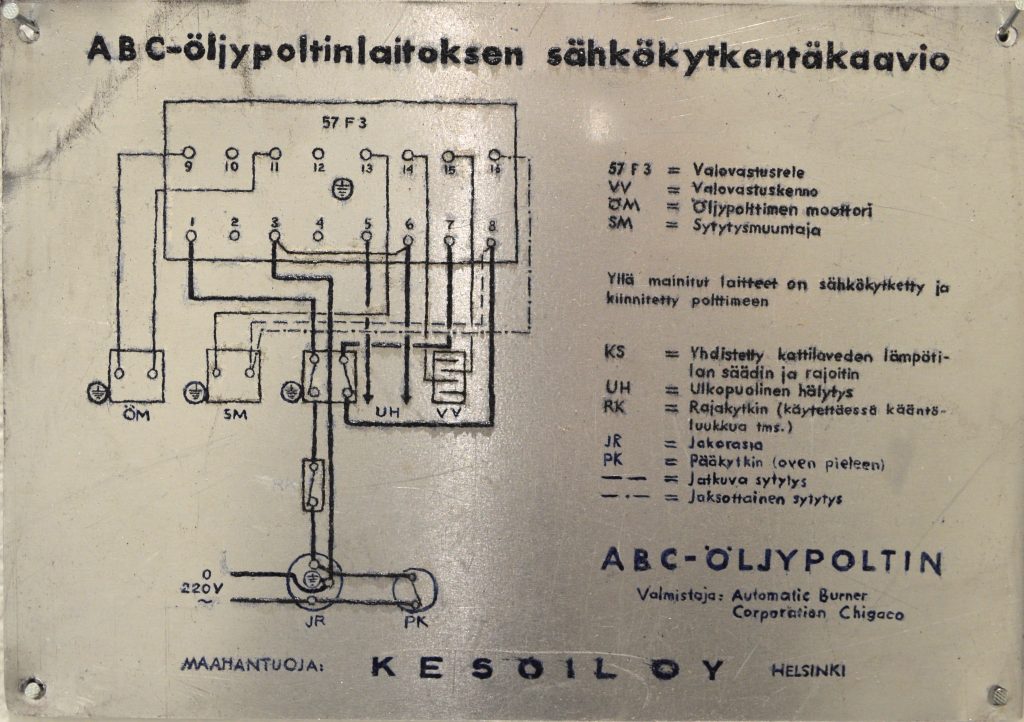 ABC-öljypoltinlaitoksen sähkökytkentäkaavio
57 F 3
9 10 11 12 13 14 15 16
1 2 3 4 5 6 7 8
ÖM SM UH VV
0
220V
~
JR PK
57 F 3 = Valovastusrele
VV = Valovastuskenno
ÖM = Öljypolttimen moottori
SM = Sytytysmuuntaja
Yllä mainitut laitteet on sähkökytketty ja
kiinnitetty polttimeen
KS = Yhdistetty kattilaveden lämpöti-
lan säädin ja rajoitin
UH = Ulkopuolinen hälytys
RK = Rajakytkin (käytettäessä kääntö-
luukkua tms.)
JR = Jakorasia
PK = Pääkytkin (oven pieleen)
— — = Jatkuva sytytys
—·—·— = Jaksottainen sytytys
ABC-ÖLJYPOLTIN
Valmistaja: Automatic Burner
Corporation Chigaco
MAAHANTUOJA: KESOIL OY HELSINKI